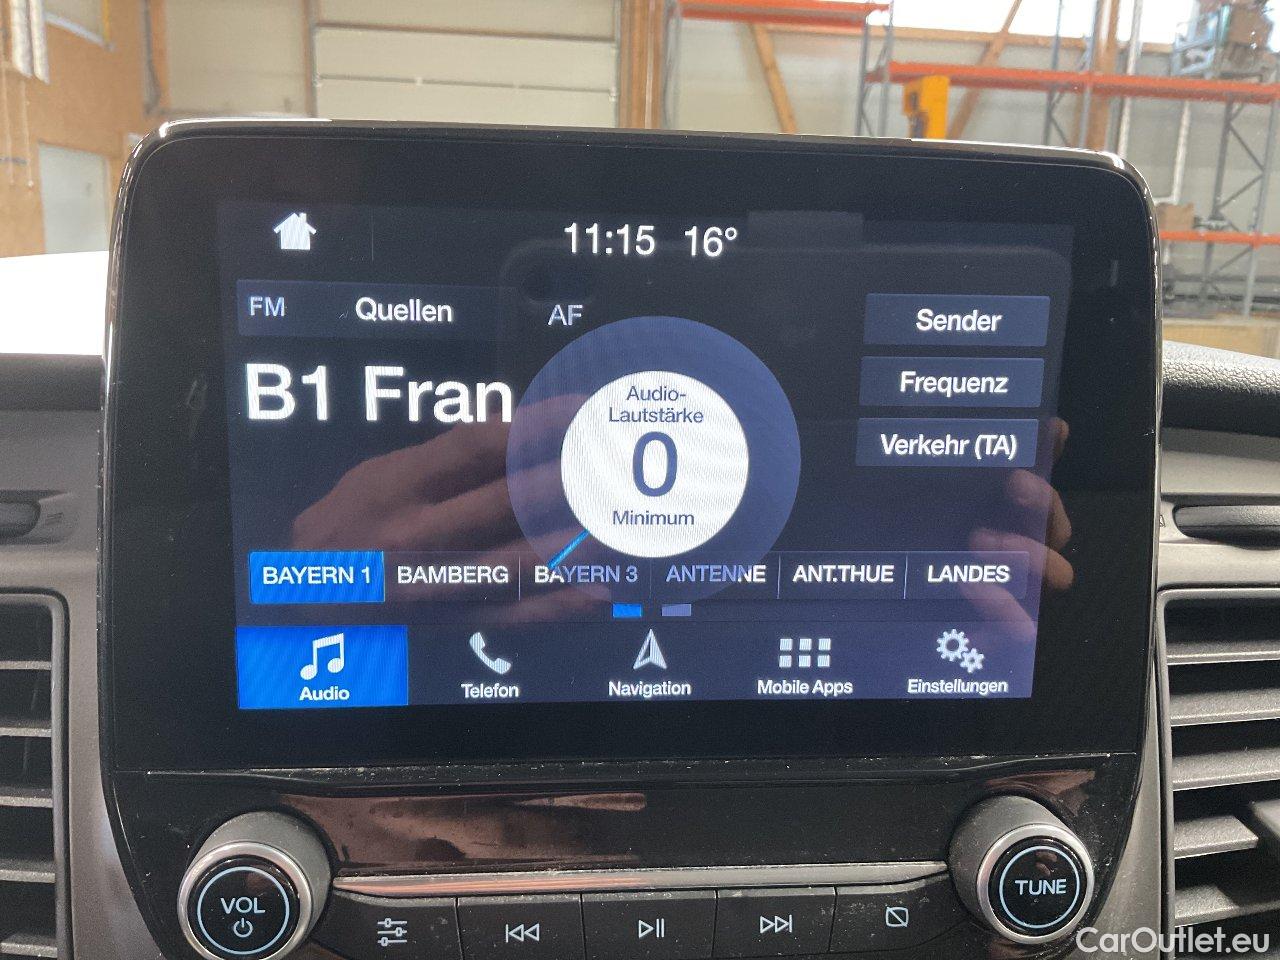 11:15 16°
FM Quellen AF
Sender
B1 Fran
Frequenz
Verkehr (TA)
Audio-
Lautstärke
0
Minimum
BAYERN 1 BAMBERG BAYERN 3 ANTENNE ANT.THUE LANDES
Audio Telefon Navigation Mobile Apps Einstellungen
VOL TUNE
CarOutlet.eu